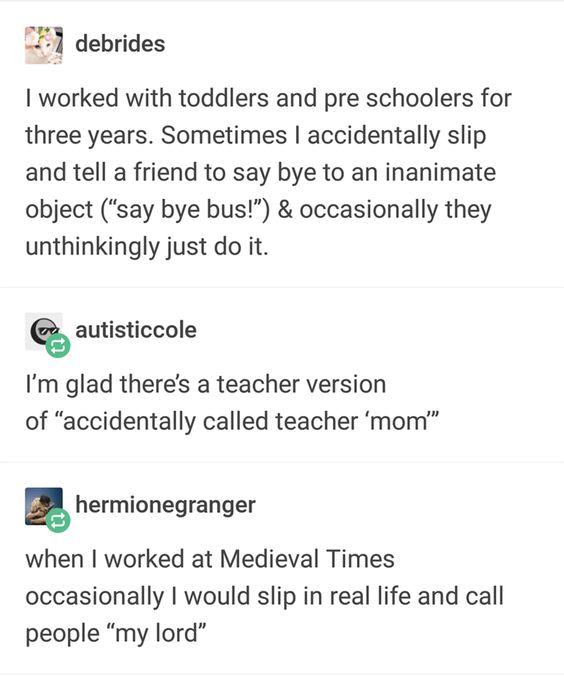 debrides
I worked with toddlers and pre schoolers for
three years. Sometimes I accidentally slip
and tell a friend to say bye to an inanimate
object (“say bye bus!”) & occasionally they
unthinkingly just do it.
autisticcole
I’m glad there’s a teacher version
of “accidentally called teacher ‘mom’”
hermionegranger
when I worked at Medieval Times
occasionally I would slip in real life and call
people “my lord”